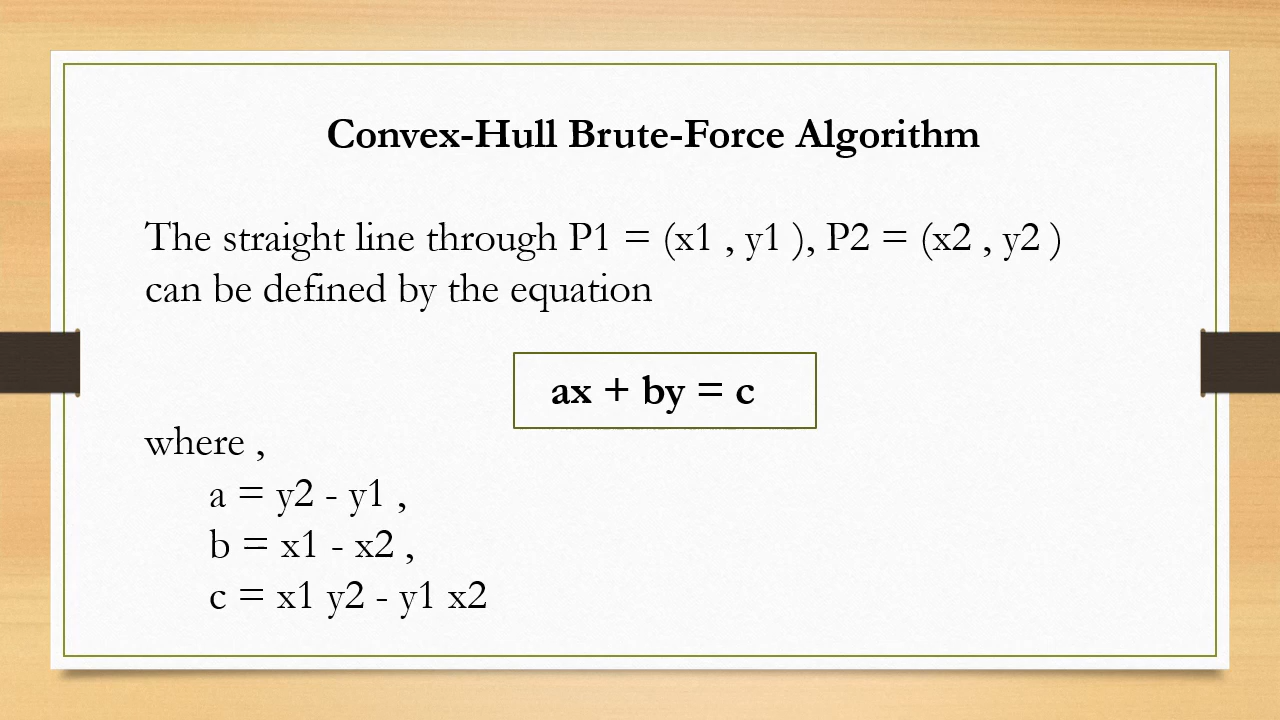 Convex-Hull Brute-Force Algorithm
The straight line through P1 = (x1 , y1 ), P2 = (x2 , y2 )
can be defined by the equation
ax + by = c
where ,
a = y2 - y1 ,
b = x1 - x2 ,
c = x1 y2 - y1 x2